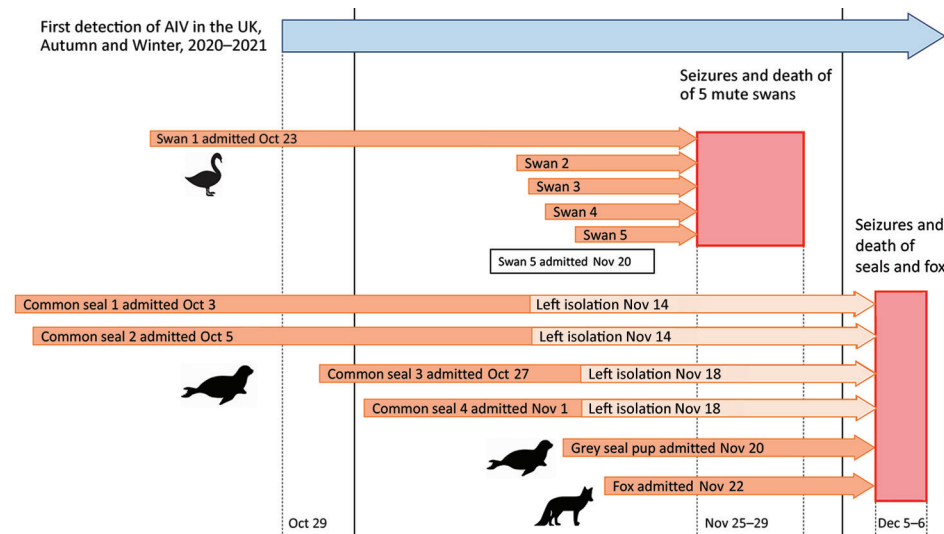 First detection of AIV in the UK,
Autumn and Winter, 2020–2021
Seizures and death of
of 5 mute swans
Swan 1 admitted Oct 23
Swan 2
Swan 3
Swan 4
Swan 5
Swan 5 admitted Nov 20
Seizures and
death of
seals and fox
Common seal 1 admitted Oct 3 Left isolation Nov 14
Common seal 2 admitted Oct 5 Left isolation Nov 14
Common seal 3 admitted Oct 27 Left isolation Nov 18
Common seal 4 admitted Nov 1 Left isolation Nov 18
Grey seal pup admitted Nov 20
Fox admitted Nov 22
Oct 29 Nov 25–29 Dec 5–6